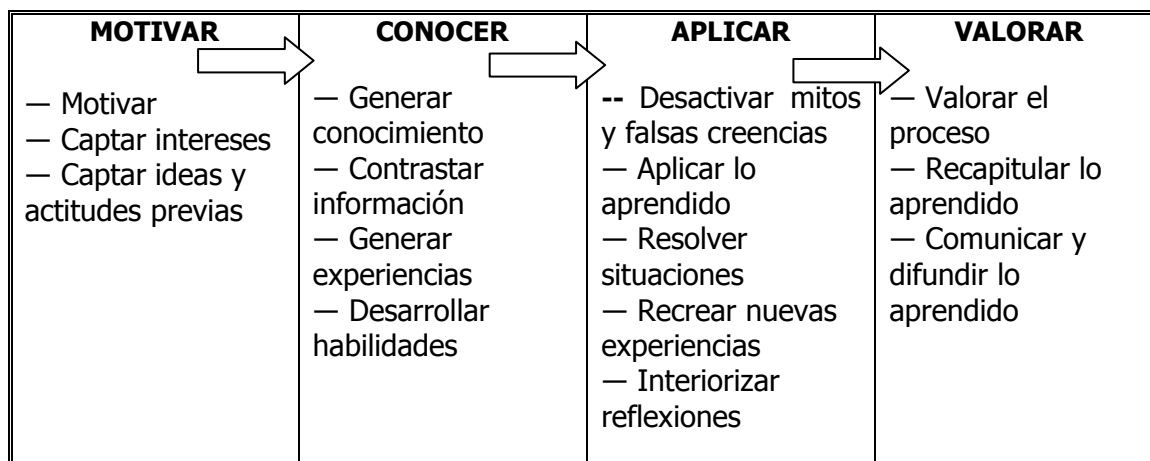 MOTIVAR
— Motivar
— Captar intereses
— Captar ideas y
actitudes previas
CONOCER
— Generar
conocimiento
— Contrastar
información
— Generar
experiencias
— Desarrollar
habilidades
APLICAR
-- Desactivar mitos
y falsas creencias
— Aplicar lo
aprendido
— Resolver
situaciones
— Recrear nuevas
experiencias
— Interiorizar
reflexiones
VALORAR
— Valorar el
proceso
— Recapitular lo
aprendido
— Comunicar y
difundir lo
aprendido